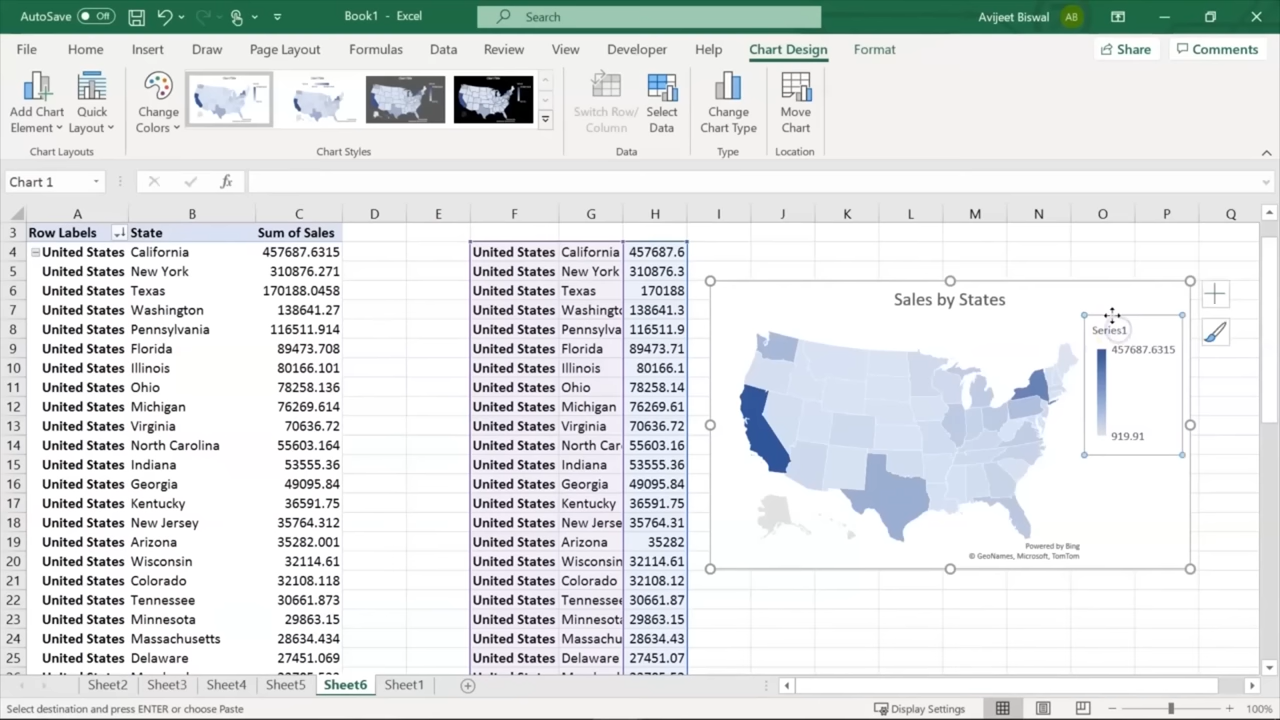 AutoSave Off Book1 - Excel Search Avijeet Biswal AB
File Home Insert Draw Page Layout Formulas Data Review View Developer Help Chart Design Format Share Comments
Add Chart Element Quick Layout Change Colors Switch Row/ Column Select Data Change Chart Type Move Chart
Chart Layouts Chart Styles Data Type Location
Chart 1 fx
A B C D E F G H I J K L M N O P Q
3 Row Labels State Sum of Sales
4 United States California 457687.6315 United States California 457687.6
5 United States New York 310876.271 United States New York 310876.3
6 United States Texas 170188.0458 United States Texas 170188
7 United States Washington 138641.27 United States Washingt 138641.3
8 United States Pennsylvania 116511.914 United States Pennsylva 116511.9
9 United States Florida 89473.708 United States Florida 89473.71
10 United States Illinois 80166.101 United States Illinois 80166.1
11 United States Ohio 78258.136 United States Ohio 78258.14
12 United States Michigan 76269.614 United States Michigan 76269.61
13 United States Virginia 70636.72 United States Virginia 70636.72
14 United States North Carolina 55603.164 United States North Car 55603.16
15 United States Indiana 53555.36 United States Indiana 53555.36
16 United States Georgia 49095.84 United States Georgia 49095.84
17 United States Kentucky 36591.75 United States Kentucky 36591.75
18 United States New Jersey 35764.312 United States New Jerse 35764.31
19 United States Arizona 35282.001 United States Arizona 35282
20 United States Wisconsin 32114.61 United States Wisconsin 32114.61
21 United States Colorado 32108.118 United States Colorado 32108.12
22 United States Tennessee 30661.873 United States Tennesse 30661.87
23 United States Minnesota 29863.15 United States Minnesot 29863.15
24 United States Massachusetts 28634.434 United States Massachu 28634.43
25 United States Delaware 27451.069 United States Delaware 27451.07
Sales by States
Series1
457687.6315
919.91
Powered by Bing
© GeoNames, Microsoft, TomTom
Sheet2 Sheet3 Sheet4 Sheet5 Sheet6 Sheet1
Select destination and press ENTER or choose Paste Display Settings 100%